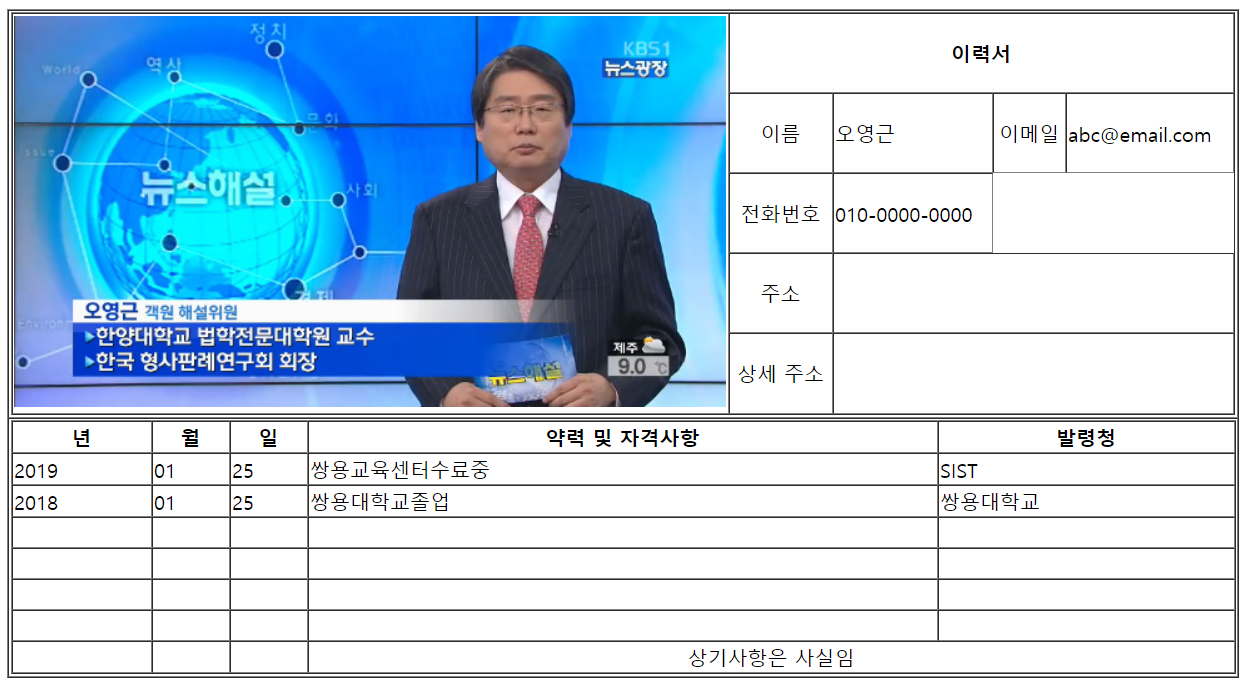 정치
KBS1
뉴스광장
World
역사
문화
Issue
뉴스해설
사회
경제
Environm
오영근 객원 해설위원
▶한양대학교 법학전문대학원 교수
▶한국 형사판례연구회 회장
뉴스해설
제주
9.0 ℃
이력서
이름 오영근 이메일 abc@email.com
전화번호 010-0000-0000
주소
상세 주소
년 월 일 약력 및 자격사항 발령청
2019 01 25 쌍용교육센터수료중 SIST
2018 01 25 쌍용대학교졸업 쌍용대학교
상기사항은 사실임